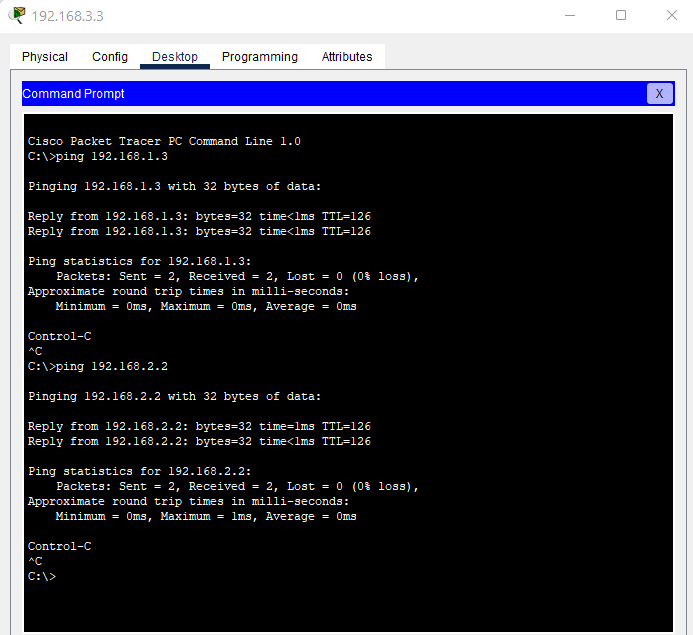 192.168.3.3
Physical Config Desktop Programming Attributes
Command Prompt X
Cisco Packet Tracer PC Command Line 1.0
C:\>ping 192.168.1.3
Pinging 192.168.1.3 with 32 bytes of data:
Reply from 192.168.1.3: bytes=32 time<1ms TTL=126
Reply from 192.168.1.3: bytes=32 time<1ms TTL=126
Ping statistics for 192.168.1.3:
    Packets: Sent = 2, Received = 2, Lost = 0 (0% loss),
Approximate round trip times in milli-seconds:
    Minimum = 0ms, Maximum = 0ms, Average = 0ms
Control-C
^C
C:\>ping 192.168.2.2
Pinging 192.168.2.2 with 32 bytes of data:
Reply from 192.168.2.2: bytes=32 time=1ms TTL=126
Reply from 192.168.2.2: bytes=32 time<1ms TTL=126
Ping statistics for 192.168.2.2:
    Packets: Sent = 2, Received = 2, Lost = 0 (0% loss),
Approximate round trip times in milli-seconds:
    Minimum = 0ms, Maximum = 1ms, Average = 0ms
Control-C
^C
C:\>